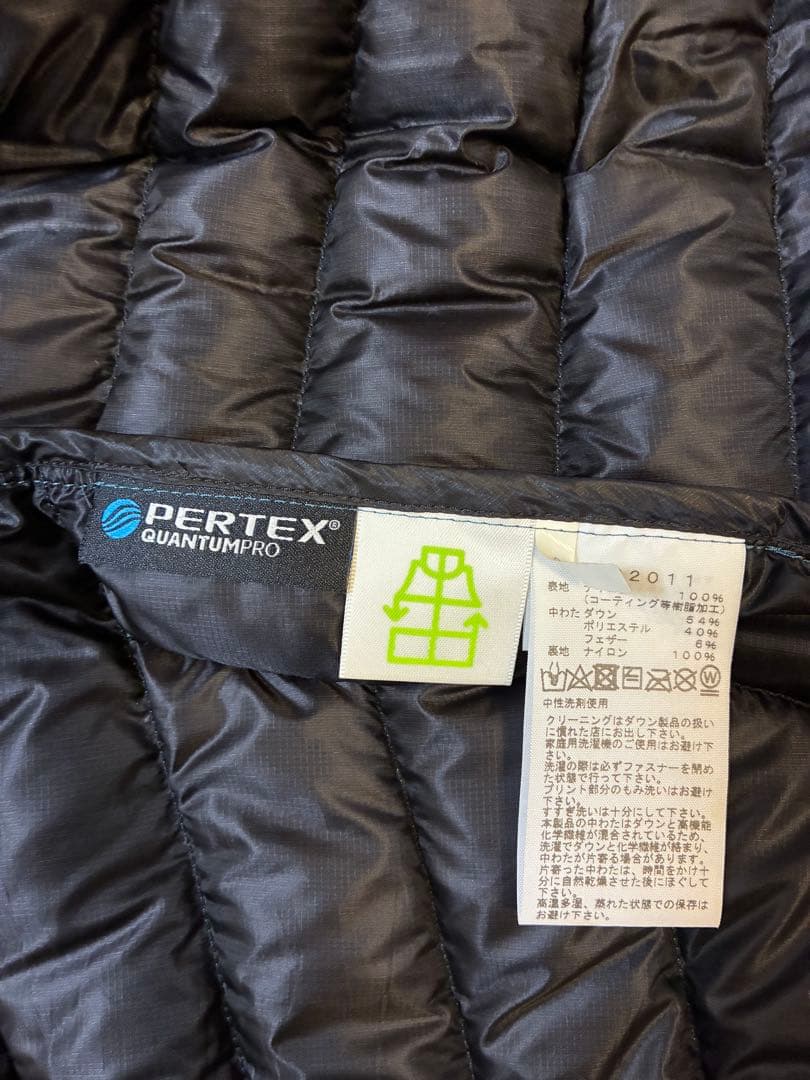 PERTEX®
QUANTUMPRO
2011
表地 100%
(コーティング等樹脂加工)
中わた ダウン 54%
ポリエステル 40%
フェザー 6%
裏地 ナイロン 100%
W
中性洗剤使用
クリーニングはダウン製品の扱い
に慣れた店にお出し下さい。
家庭用洗濯機のご使用はお避け下
さい。
洗濯の際は必ずファスナーを閉め
た状態で行って下さい。
プリント部分のもみ洗いはお避け
下さい。
すすぎ洗いは十分にして下さい。
本製品の中わたはダウンと高機能
化学繊維が混合されているため、
洗濯でダウンと化学繊維が絡まり、
中わたが片寄る場合があります。
片寄った中わたは、時間をかけ十
分に自然乾燥させた後にほぐして
下さい。
高温多湿、蒸れた状態での保存は
お避け下さい。